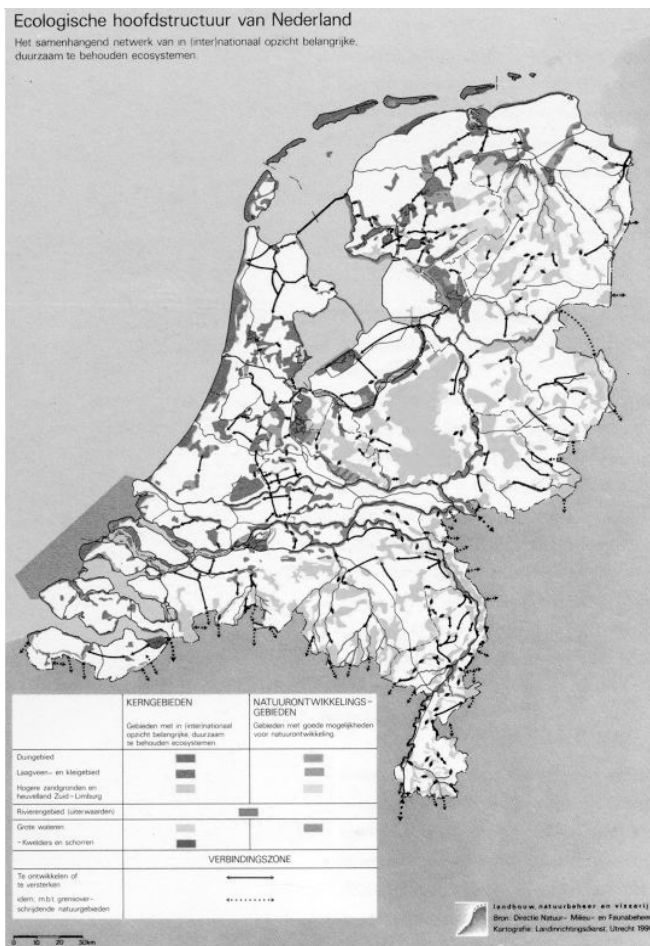 Ecologische hoofdstructuur van Nederland
Het samenhangend netwerk van in (inter)nationaal opzicht belangrijke,
duurzaam te behouden ecosystemen.
KERNGEBIEDEN
Gebieden met in (inter)nationaal
opzicht belangrijke, duurzaam
te behouden ecosystemen
NATUURONTWIKKELINGS-
GEBIEDEN
Gebieden met goede mogelijkheden
voor natuurontwikkeling
Duingebied
Laagveen- en kleigebied
Hogere zandgronden en
heuvelland Zuid-Limburg
Rivierengebied (uiterwaarden)
Grote wateren
-Kwelders en schorren
VERBINDINGSZONE
Te ontwikkelen of
te versterken
idem: m.b.t. grensover-
schrijdende natuurgebieden
0 10 20 30km
landbouw, natuurbeheer en visserij
Bron: Directie Natuur- Milieu- en Faunabeheer
Kartografie: Landinrichtingsdienst, Utrecht